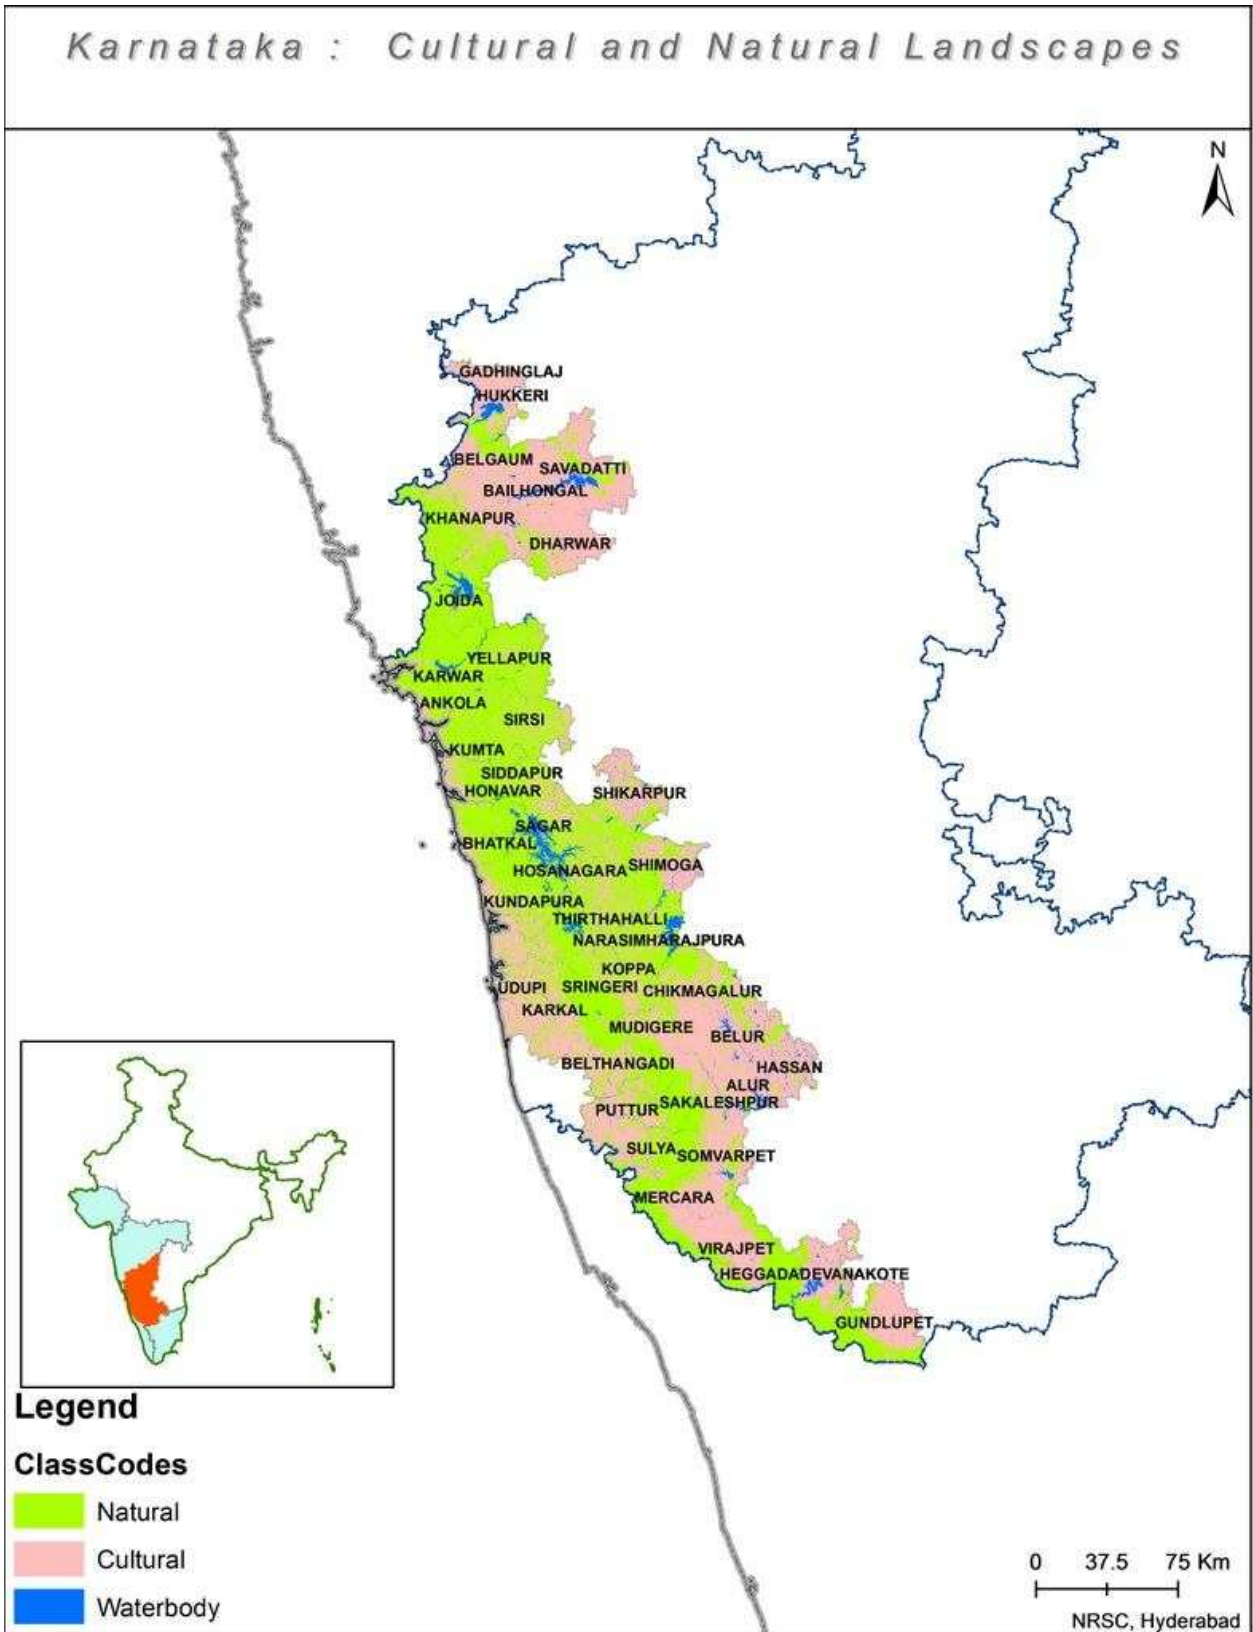 Karnataka : Cultural and Natural Landscapes
N
GADHINGLAJ
HUKKERI
BELGAUM
SAVADATTI
BAILHONGAL
KHANAPUR
DHARWAR
JOIDA
YELLAPUR
KARWAR
ANKOLA
SIRSI
KUMTA
SIDDAPUR
HONAVAR
SHIKARPUR
SAGAR
BHATKAL
SHIMOGA
HOSANAGARA
KUNDAPURA
THIRTHAHALLI
NARASIMHARAJPURA
KOPPA
UDUPI
SRINGERI
CHIKMAGALUR
KARKAL
MUDIGERE
BELUR
BELTHANGADI
HASSAN
ALUR
SAKALESHPUR
PUTTUR
SULYA
SOMVARPET
MERCARA
VIRAJPET
HEGGADADEVANAKOTE
GUNDLUPET
Legend
ClassCodes
Natural
Cultural
Waterbody
0 37.5 75 Km
NRSC, Hyderabad